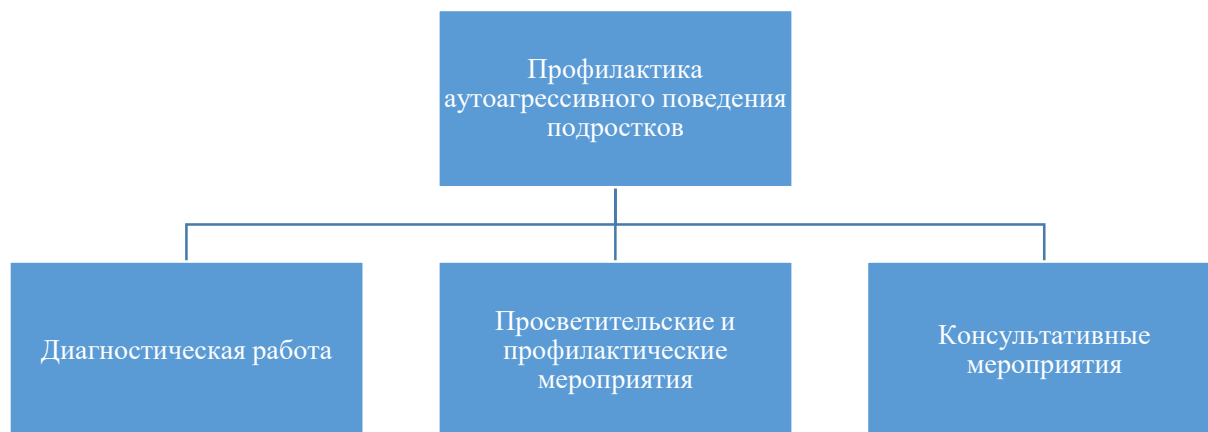 Профилактика
аутоагрессивного поведения
подростков
Диагностическая работа
Просветительские и
профилактические
мероприятия
Консультативные
мероприятия